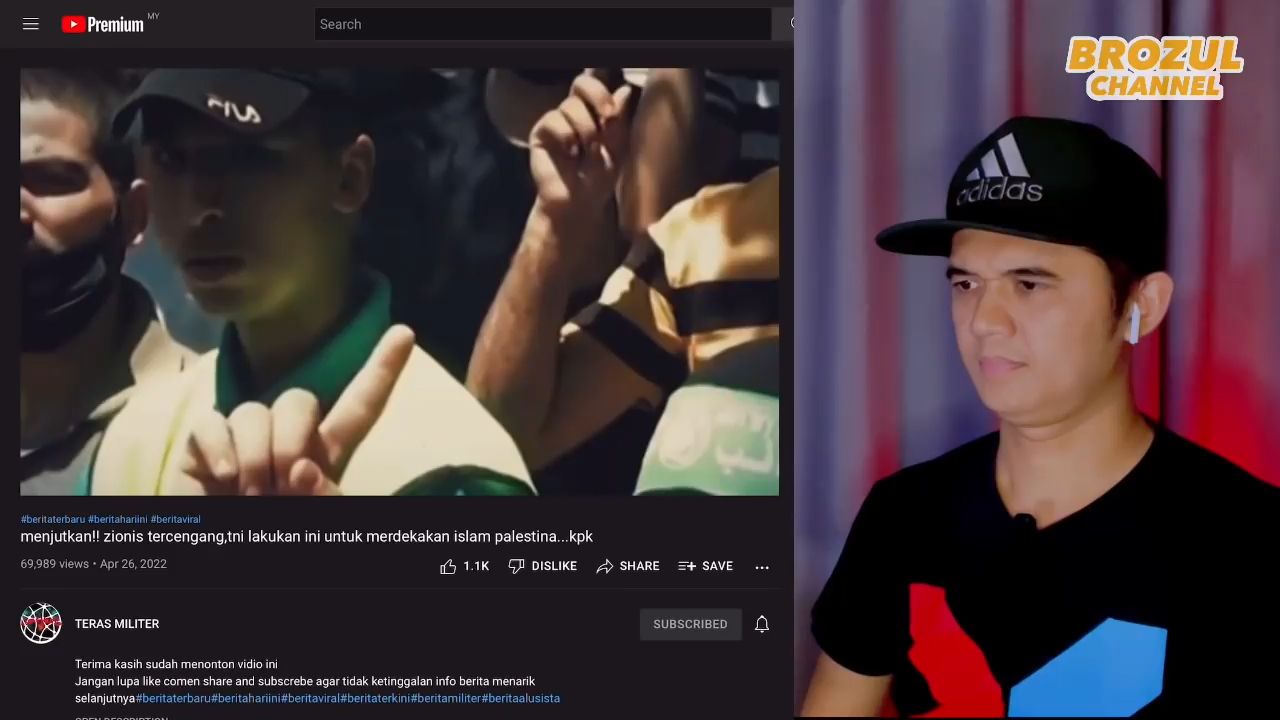 Premium
MY
Search
BROZUL
CHANNEL
FILA
adidas
#beritaterbaru #beritahariini #beritaviral
menjutkan!! zionis tercengang,tni lakukan ini untuk merdekakan islam palestina...kpk
69,989 views • Apr 26, 2022
1.1K
DISLIKE
SHARE
SAVE
TERAS MILITER
SUBSCRIBED
Terima kasih sudah menonton vidio ini
Jangan lupa like comen share and subscrebe agar tidak ketinggalan info berita menarik
selanjutnya#beritaterbaru#beritahariini#beritaviral#beritaterkini#beritamiliter#beritaalusista
OPEN DESCRIPTION